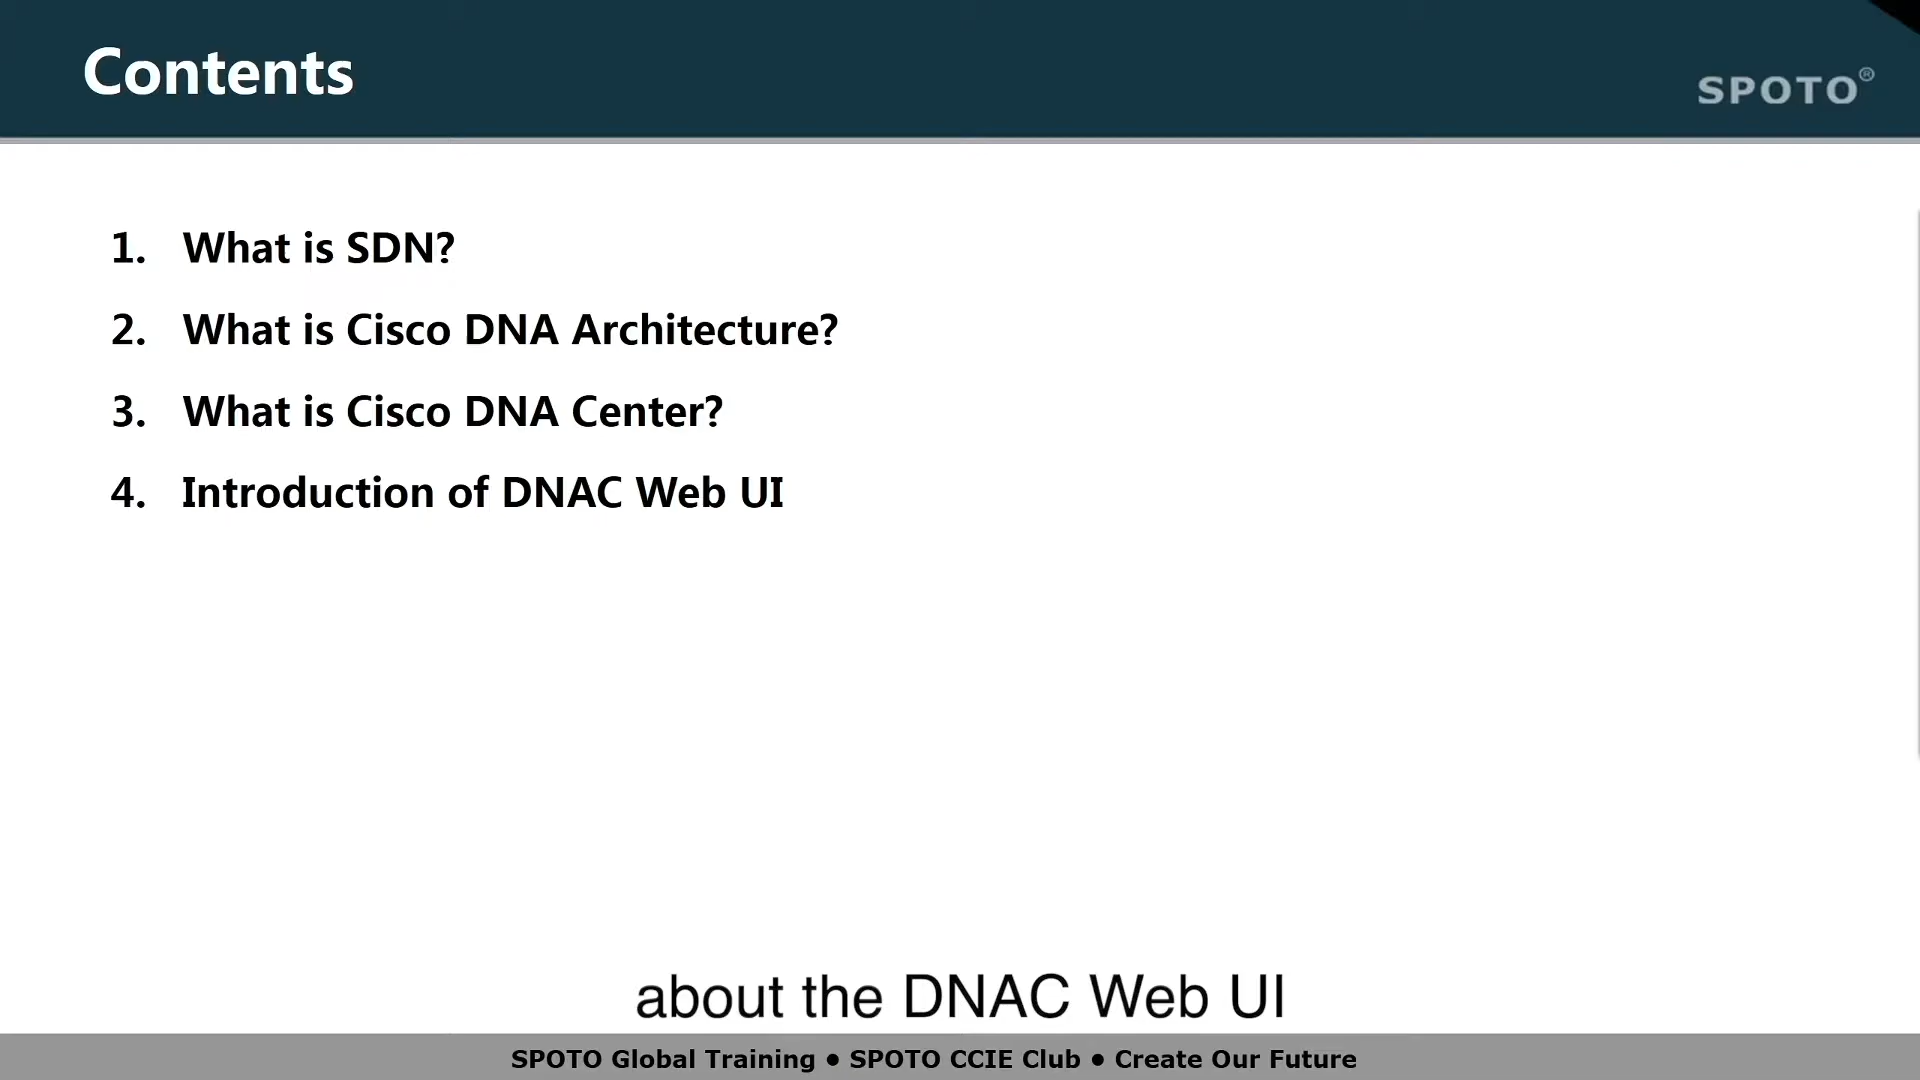 Contents
SPOTO®
1. What is SDN?
2. What is Cisco DNA Architecture?
3. What is Cisco DNA Center?
4. Introduction of DNAC Web UI
about the DNAC Web UI
SPOTO Global Training ● SPOTO CCIE Club ● Create Our Future